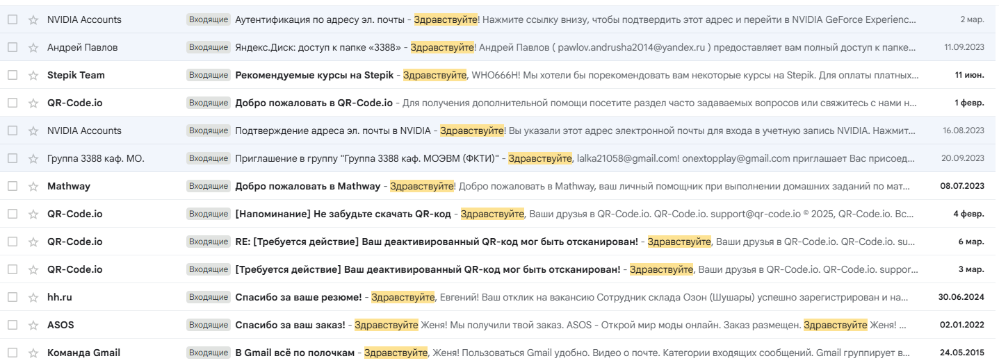 NVIDIA Accounts Входящие Аутентификация по адресу эл. почты - Здравствуйте! Нажмите ссылку внизу, чтобы подтвердить этот адрес и перейти в NVIDIA GeForce Experienc... 2 мар.
Андрей Павлов Входящие Яндекс.Диск: доступ к папке «3388» - Здравствуйте! Андрей Павлов ( pawlov.andrusha2014@yandex.ru ) предоставляет вам полный доступ к папке... 11.09.2023
Stepik Team Входящие Рекомендуемые курсы на Stepik - Здравствуйте, WHO666H! Мы хотели бы порекомендовать вам некоторые курсы на Stepik. Для оплаты платных... 11 июн.
QR-Code.io Входящие Добро пожаловать в QR-Code.io - Для получения дополнительной помощи посетите раздел часто задаваемых вопросов или свяжитесь с нами н... 1 февр.
NVIDIA Accounts Входящие Подтверждение адреса эл. почты в NVIDIA - Здравствуйте! Вы указали этот адрес электронной почты для входа в учетную запись NVIDIA. Нажмит... 16.08.2023
Группа 3388 каф. МО. Входящие Приглашение в группу "Группа 3388 каф. МОЭВМ (ФКТИ)" - Здравствуйте, lalka21058@gmail.com! onextopplay@gmail.com приглашает Вас присоед... 20.09.2023
Mathway Входящие Добро пожаловать в Mathway - Здравствуйте! Добро пожаловать в Mathway, ваш личный помощник при выполнении домашних заданий по мат... 08.07.2023
QR-Code.io Входящие [Напоминание] Не забудьте скачать QR-код - Здравствуйте, Ваши друзья в QR-Code.io. QR-Code.io. support@qr-code.io © 2025, QR-Code.io. Вс... 4 февр.
QR-Code.io Входящие RE: [Требуется действие] Ваш деактивированный QR-код мог быть отсканирован! - Здравствуйте, Ваши друзья в QR-Code.io. QR-Code.io. su... 6 мар.
QR-Code.io Входящие [Требуется действие] Ваш деактивированный QR-код мог быть отсканирован! - Здравствуйте, Ваши друзья в QR-Code.io. QR-Code.io. suppor... 3 мар.
hh.ru Входящие Спасибо за ваше резюме! - Здравствуйте, Евгений! Ваш отклик на вакансию Сотрудник склада Озон (Шушары) успешно зарегистрирован и на... 30.06.2024
ASOS Входящие Спасибо за ваш заказ! - Здравствуйте Женя! Мы получили твой заказ. ASOS - Открой мир моды онлайн. Заказ размещен. Здравствуйте Женя! ... 02.01.2022
Команда Gmail Входящие В Gmail всё по полочкам - Здравствуйте, Женя! Пользоваться Gmail удобно. Видео о почте. Категории входящих сообщений. Gmail группирует в... 24.05.2015